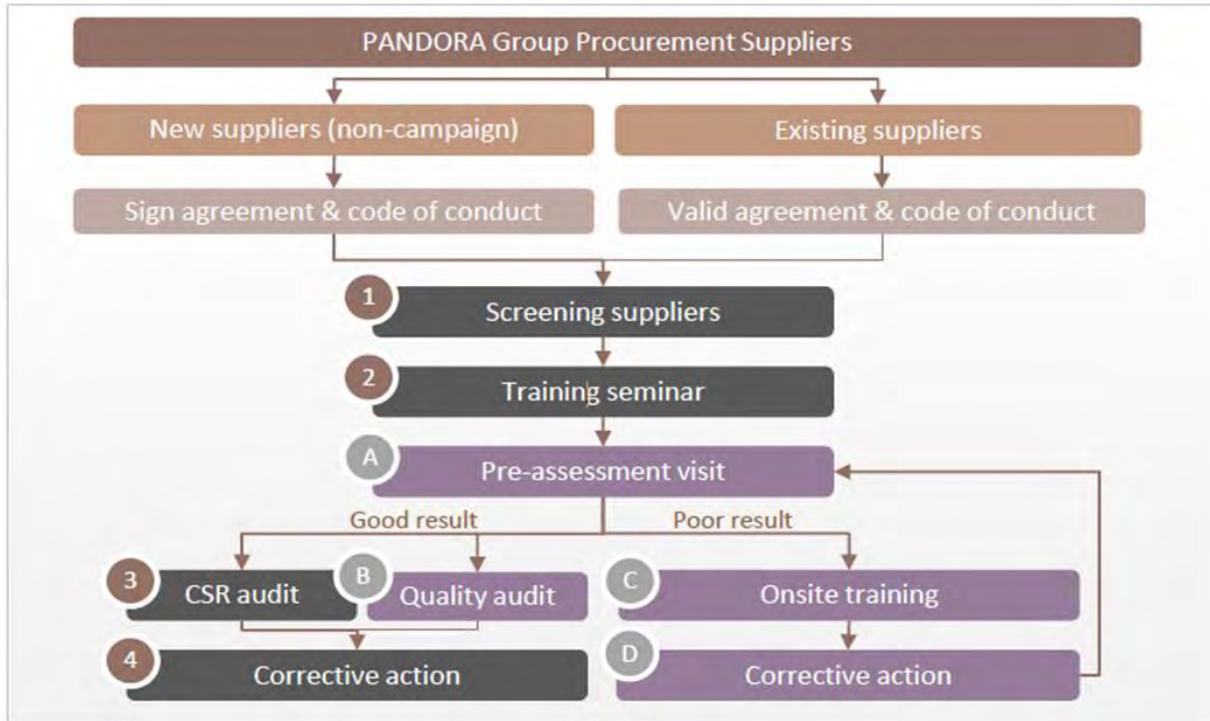 PANDORA Group Procurement Suppliers
New suppliers (non-campaign)
Existing suppliers
Sign agreement & code of conduct
Valid agreement & code of conduct
1
Screening suppliers
2
Training seminar
A
Pre-assessment visit
Good result
Poor result
3
CSR audit
B
Quality audit
C
Onsite training
4
Corrective action
D
Corrective action